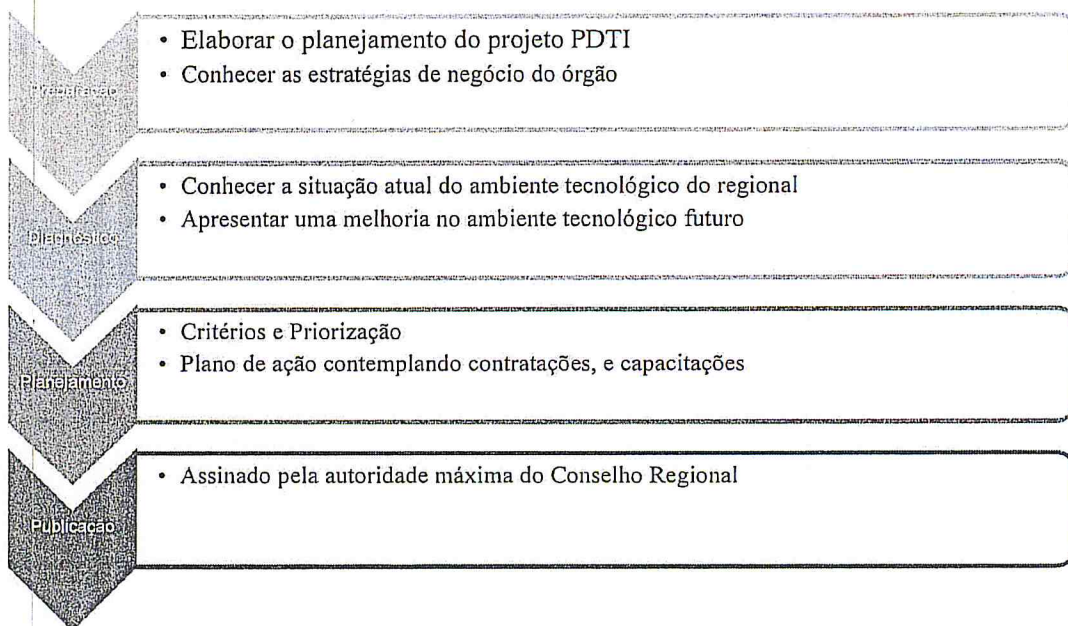 Preparação
• Elaborar o planejamento do projeto PDTI
• Conhecer as estratégias de negócio do órgão
Diagnóstico
• Conhecer a situação atual do ambiente tecnológico do regional
• Apresentar uma melhoria no ambiente tecnológico futuro
Planejamento
• Critérios e Priorização
• Plano de ação contemplando contratações, e capacitações
Publicação
• Assinado pela autoridade máxima do Conselho Regional